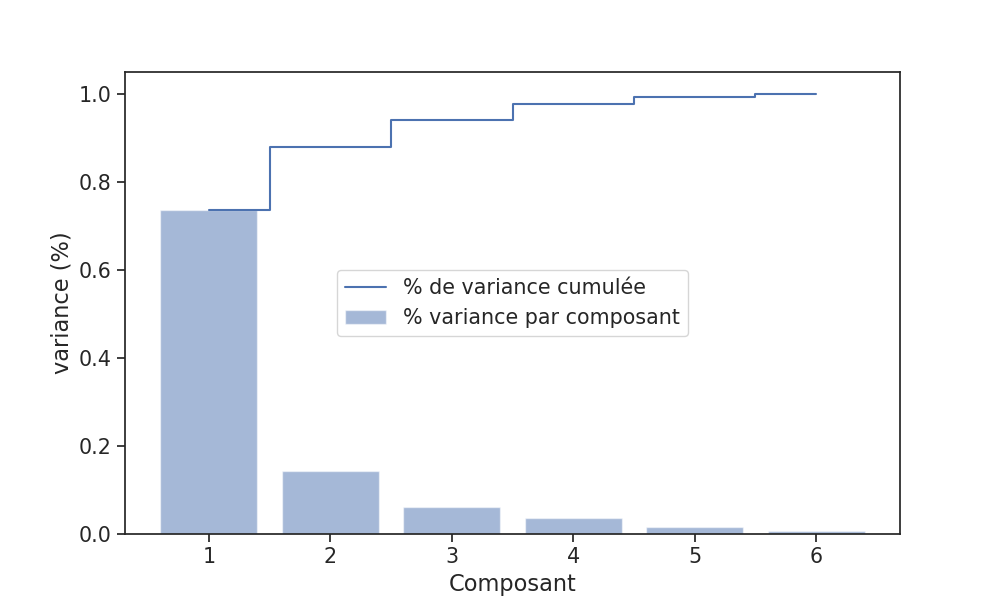 1.0
0.8
0.6
0.4
0.2
0.0
variance (%)
% de variance cumulée
% variance par composant
1 2 3 4 5 6
Composant